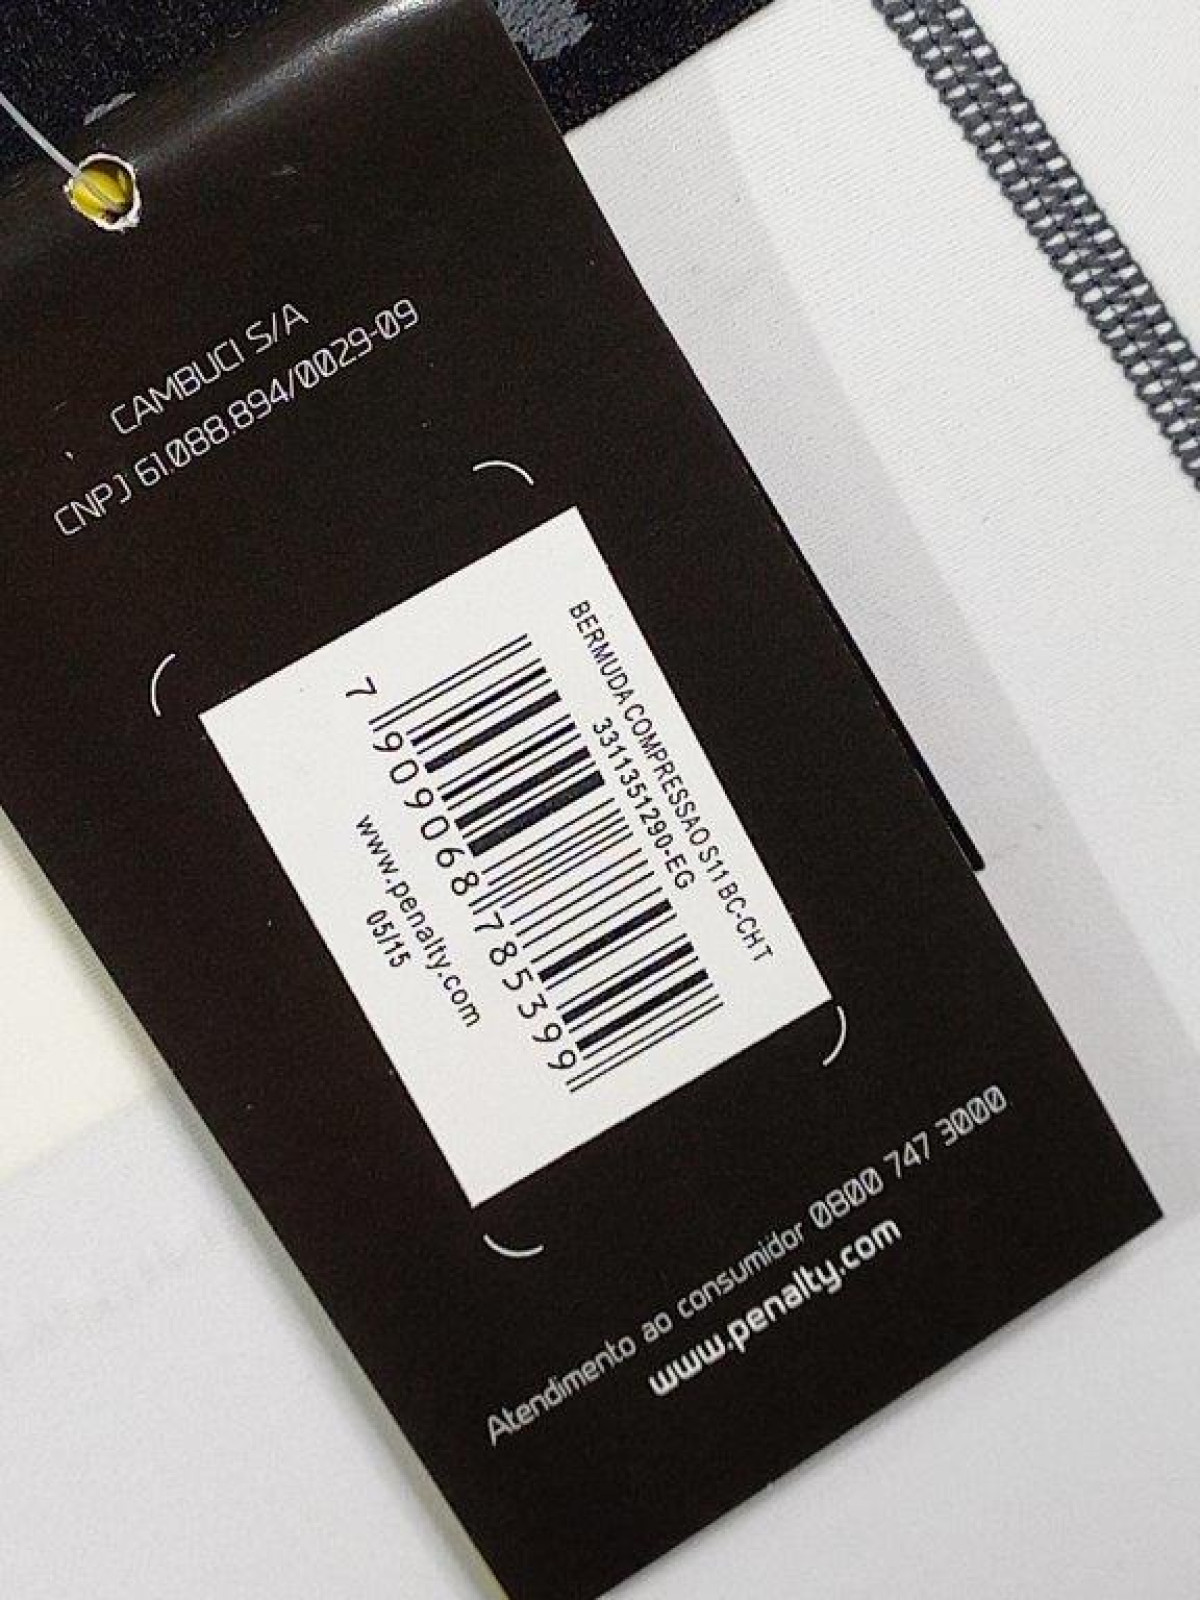 CAMBUCI S/A
CNPJ 61.088.894/0029-09
BERMUDA COMPRESSAO S11 BC-CHT
3311351290-EG
7 909068 785399
www.penalty.com
05/15
Atendimento ao consumidor 0800 747 3000
www.penalty.com